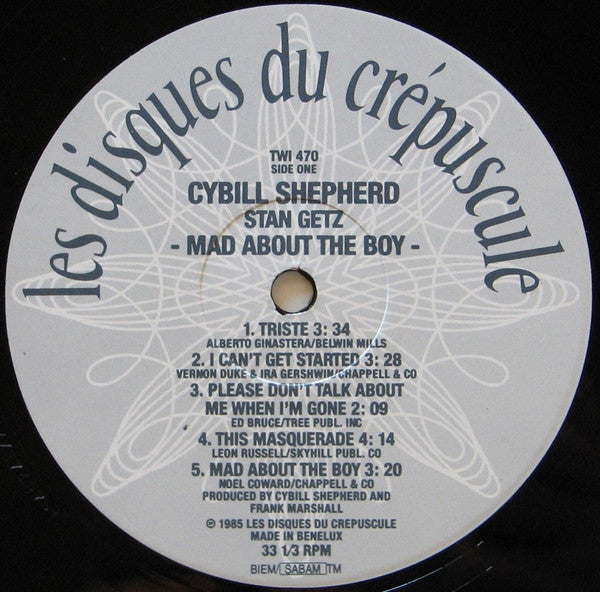 les disques du crépuscule
TWI 470
SIDE ONE
CYBILL SHEPHERD
STAN GETZ
- MAD ABOUT THE BOY -
1. TRISTE 3: 34
ALBERTO GINASTERA/BELWIN MILLS
2. I CAN'T GET STARTED 3: 28
VERNON DUKE & IRA GERSHWIN/CHAPPELL & CO
3. PLEASE DON'T TALK ABOUT
ME WHEN I'M GONE 2: 09
ED BRUCE/TREE PUBL. INC
4. THIS MASQUERADE 4: 14
LEON RUSSELL/SKYHILL PUBL. CO
5. MAD ABOUT THE BOY 3: 20
NOEL COWARD/CHAPPELL & CO
PRODUCED BY CYBILL SHEPHERD AND
FRANK MARSHALL
℗ 1985 LES DISQUES DU CREPUSCULE
MADE IN BENELUX
33 1/3 RPM
BIEM/SABAM TM